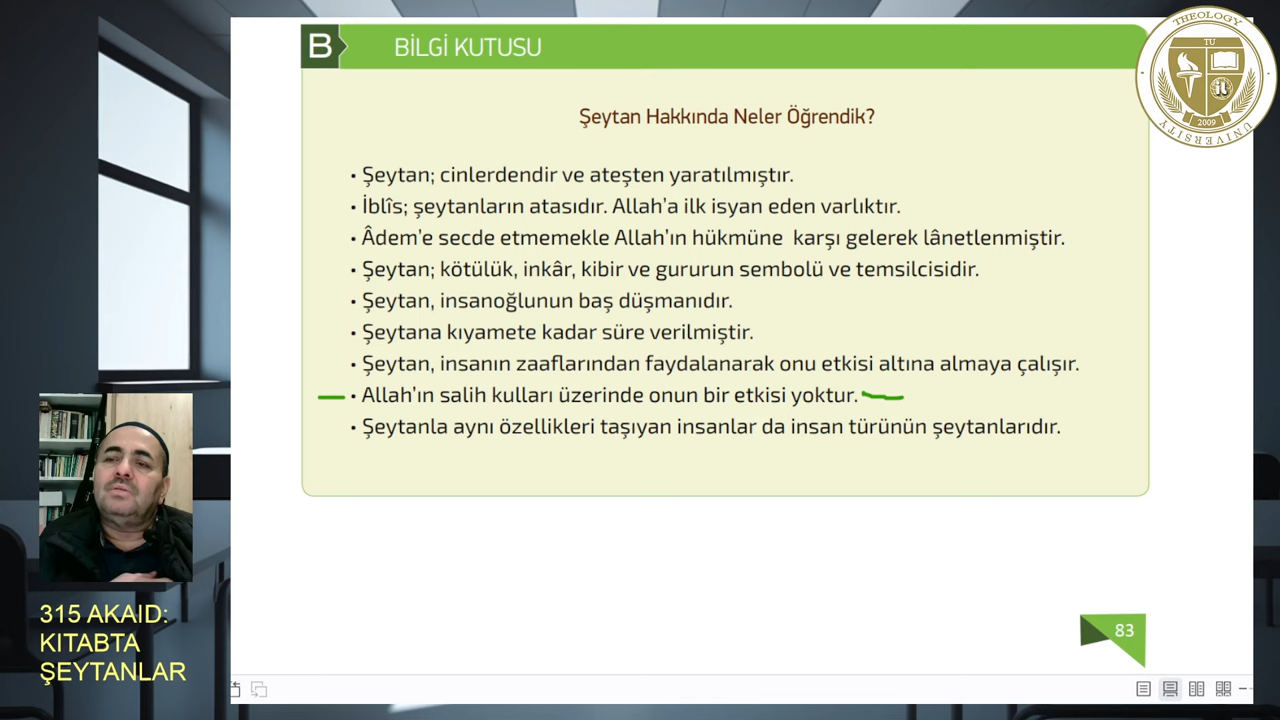 B BİLGİ KUTUSU
Şeytan Hakkında Neler Öğrendik?
• Şeytan; cinlerdendir ve ateşten yaratılmıştır.
• İblîs; şeytanların atasıdır. Allah’a ilk isyan eden varlıktır.
• Âdem’e secde etmemekle Allah’ın hükmüne karşı gelerek lânetlenmiştir.
• Şeytan; kötülük, inkâr, kibir ve gururun sembolü ve temsilcisidir.
• Şeytan, insanoğlunun baş düşmanıdır.
• Şeytana kıyamete kadar süre verilmiştir.
• Şeytan, insanın zaaflarından faydalanarak onu etkisi altına almaya çalışır.
• Allah’ın salih kulları üzerinde onun bir etkisi yoktur.
• Şeytanla aynı özellikleri taşıyan insanlar da insan türünün şeytanlarıdır.
83
THEOLOGY
TU
2009
UNIVERSITY
315 AKAID:
KITABTA
ŞEYTANLAR